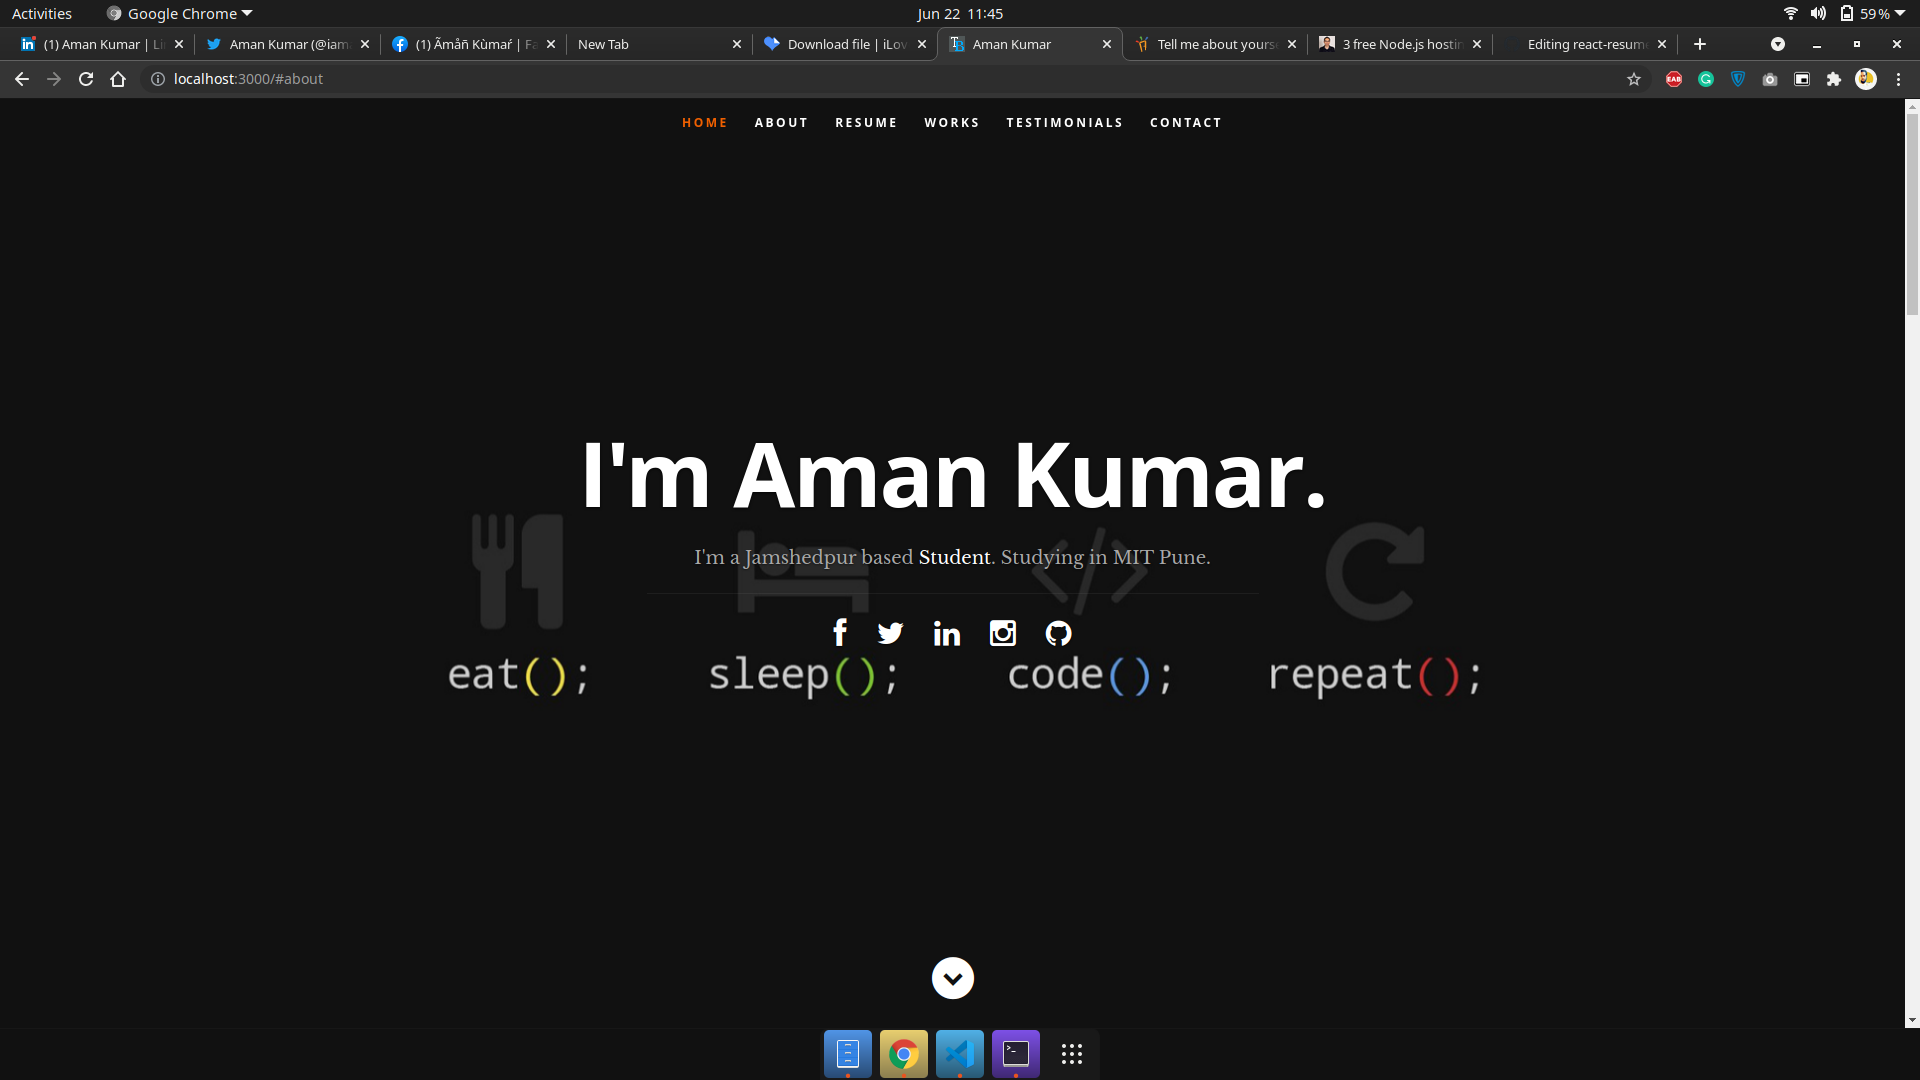 Activities Google Chrome Jun 22 11:45 59%
(1) Aman Kumar | Li Aman Kumar (@iam (1) Ãmåñ Kùmaŕ | Fa New Tab Download file | iLov Aman Kumar Tell me about yourse 3 free Node.js hostin Editing react-resum
localhost:3000/#about
HOME ABOUT RESUME WORKS TESTIMONIALS CONTACT
I'm Aman Kumar.
I'm a Jamshedpur based Student. Studying in MIT Pune.
eat(); sleep(); code(); repeat();